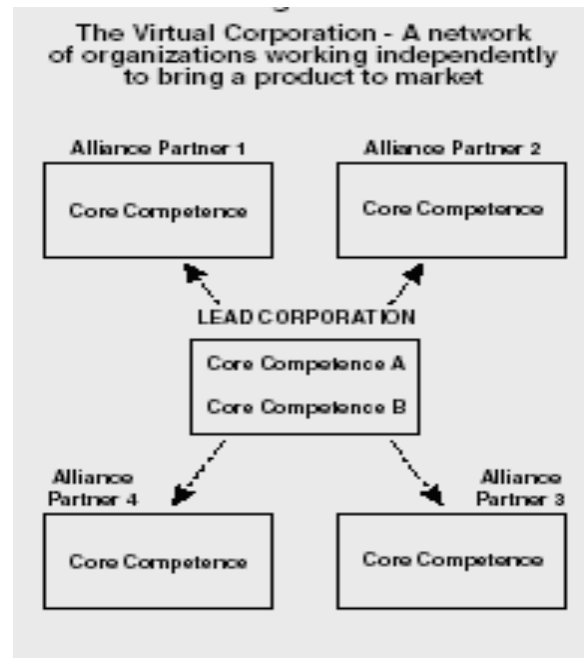 The Virtual Corporation - A network
of organizations working independently
to bring a product to market
Alliance Partner 1
Alliance Partner 2
Core Competence
Core Competence
LEAD CORPORATION
Core Competence A
Core Competence B
Alliance
Partner 4
Alliance
Partner 3
Core Competence
Core Competence